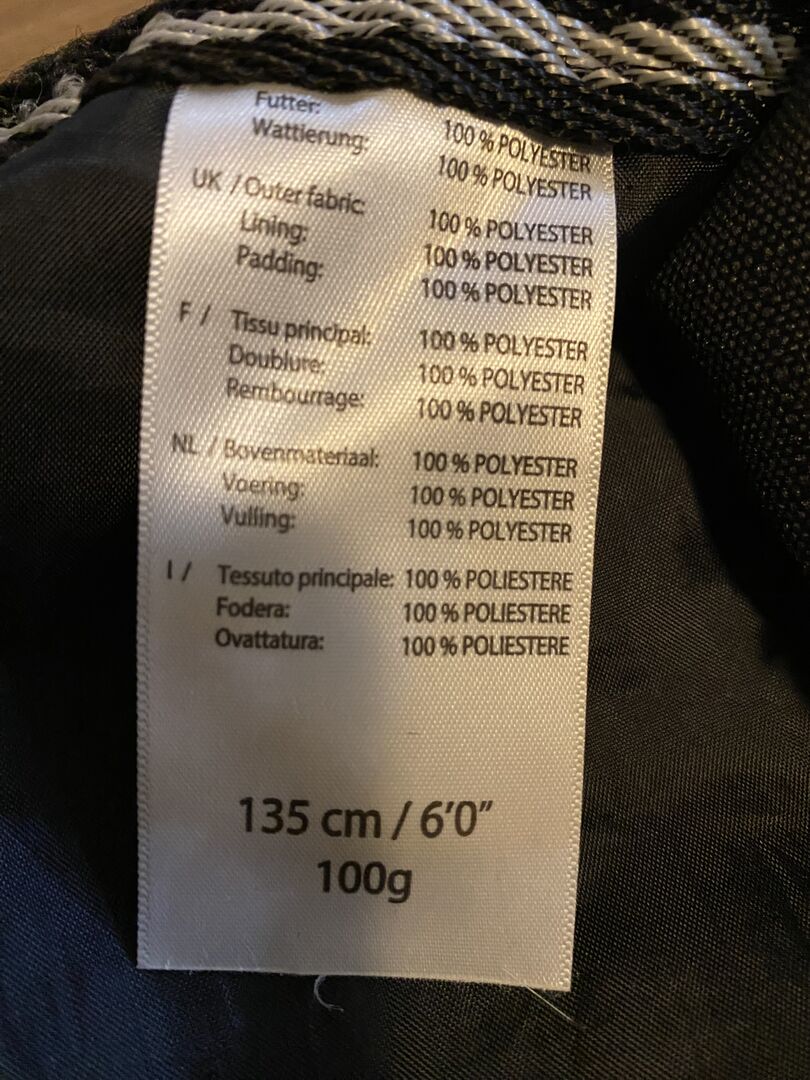 Futter: 100 % POLYESTER
Wattierung: 100 % POLYESTER
UK / Outer fabric: 100 % POLYESTER
Lining: 100 % POLYESTER
Padding: 100 % POLYESTER
F / Tissu principal: 100 % POLYESTER
Doublure: 100 % POLYESTER
Rembourrage: 100 % POLYESTER
NL / Bovenmateriaal: 100 % POLYESTER
Voering: 100 % POLYESTER
Vulling: 100 % POLYESTER
I / Tessuto principale: 100 % POLIESTERE
Fodera: 100 % POLIESTERE
Ovattatura: 100 % POLIESTERE
135 cm / 6'0"
100g